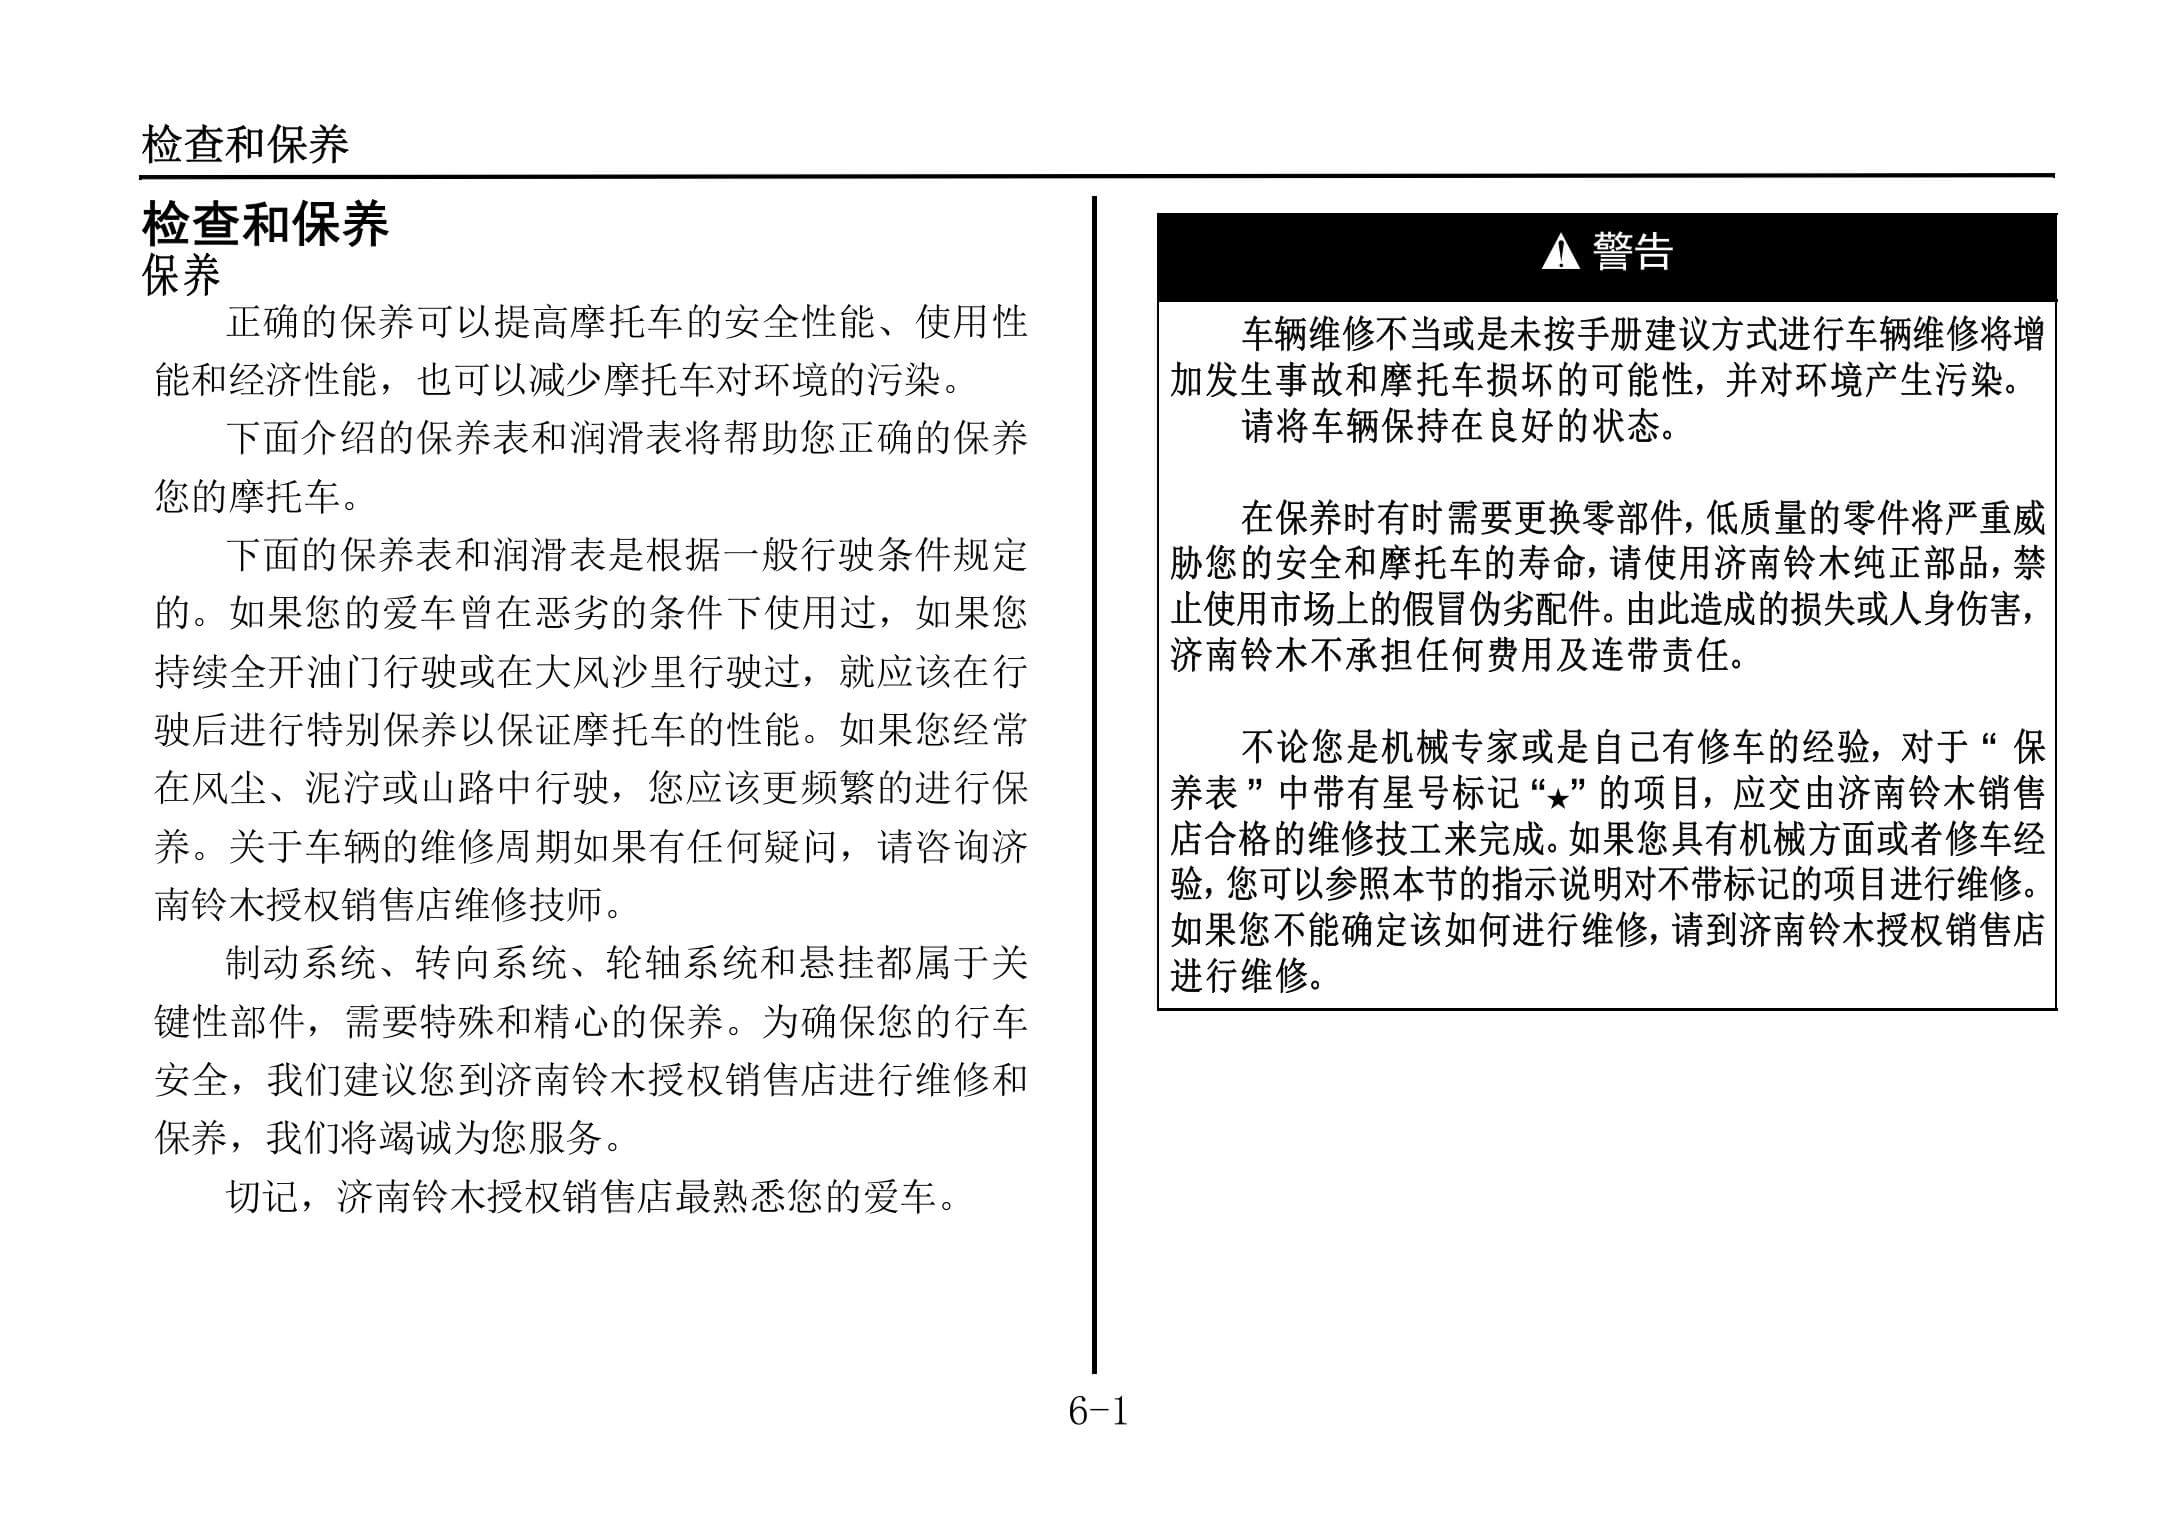 检查和保养
检查和保养
保养
正确的保养可以提高摩托车的安全性能、使用性
能和经济性能，也可以减少摩托车对环境的污染。
下面介绍的保养表和润滑表将帮助您正确的保养
您的摩托车。
下面的保养表和润滑表是根据一般行驶条件规定
的。如果您的爱车曾在恶劣的条件下使用过，如果您
持续全开油门行驶或在大风沙里行驶过，就应该在行
驶后进行特别保养以保证摩托车的性能。如果您经常
在风尘、泥泞或山路中行驶，您应该更频繁的进行保
养。关于车辆的维修周期如果有任何疑问，请咨询济
南铃木授权销售店维修技师。
制动系统、转向系统、轮轴系统和悬挂都属于关
键性部件，需要特殊和精心的保养。为确保您的行车
安全，我们建议您到济南铃木授权销售店进行维修和
保养，我们将竭诚为您服务。
切记，济南铃木授权销售店最熟悉您的爱车。
警告
车辆维修不当或是未按手册建议方式进行车辆维修将增
加发生事故和摩托车损坏的可能性，并对环境产生污染。
请将车辆保持在良好的状态。
在保养时有时需要更换零部件，低质量的零件将严重威
胁您的安全和摩托车的寿命，请使用济南铃木纯正部品，禁
止使用市场上的假冒伪劣配件。由此造成的损失或人身伤害，
济南铃木不承担任何费用及连带责任。
不论您是机械专家或是自己有修车的经验，对于“ 保
养表 ” 中带有星号标记 “★” 的项目，应交由济南铃木销售
店合格的维修技工来完成。如果您具有机械方面或者修车经
验，您可以参照本节的指示说明对不带标记的项目进行维修。
如果您不能确定该如何进行维修，请到济南铃木授权销售店
进行维修。
6-1